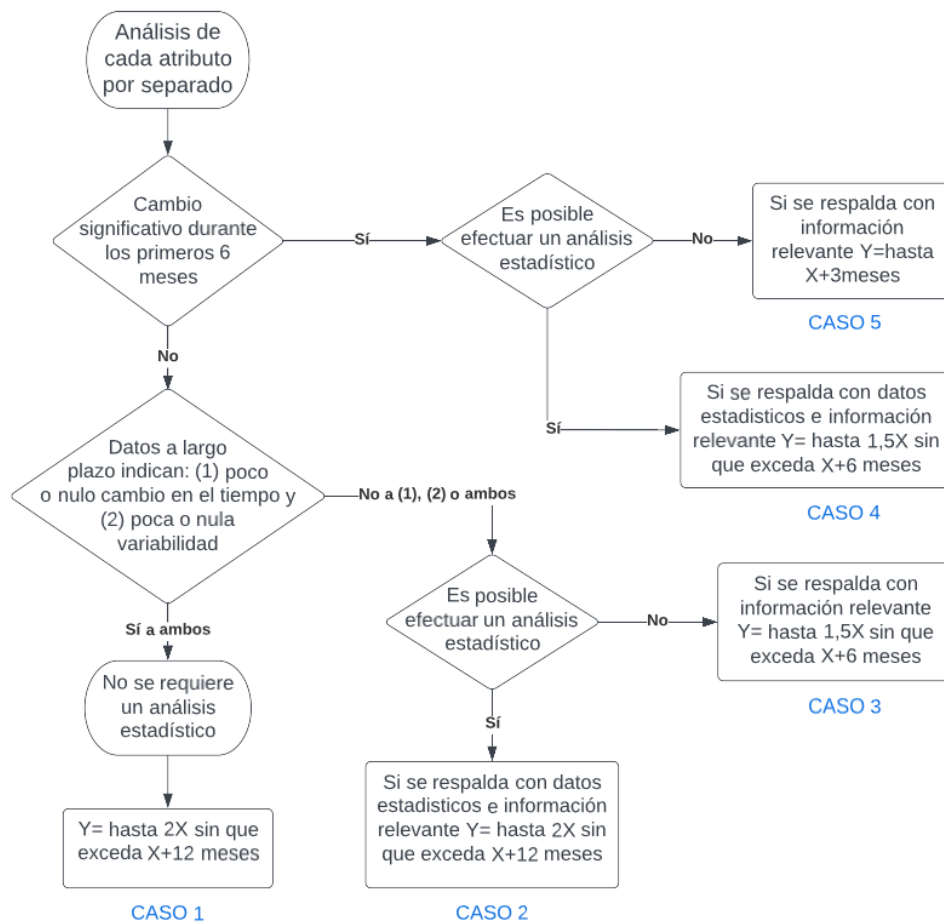 Análisis de
cada atributo
por separado
Cambio
significativo durante
los primeros 6
meses
Sí
Es posible
efectuar un análisis
estadístico
No
Si se respalda con
información
relevante Y=hasta
X+3meses
CASO 5
Sí
Si se respalda con datos
estadisticos e información
relevante Y= hasta 1,5X sin
que exceda X+6 meses
CASO 4
No
Datos a largo
plazo indican: (1) poco
o nulo cambio en el tiempo y
(2) poca o nula
variabilidad
No a (1), (2) o ambos
Es posible
efectuar un análisis
estadístico
No
Si se respalda con
información relevante
Y= hasta 1,5X sin que
exceda X+6 meses
CASO 3
Sí
Si se respalda con datos
estadisticos e información
relevante Y= hasta 2X sin
que exceda X+12 meses
CASO 2
Sí a ambos
No se requiere
un análisis
estadístico
Y= hasta 2X sin que
exceda X+12 meses
CASO 1